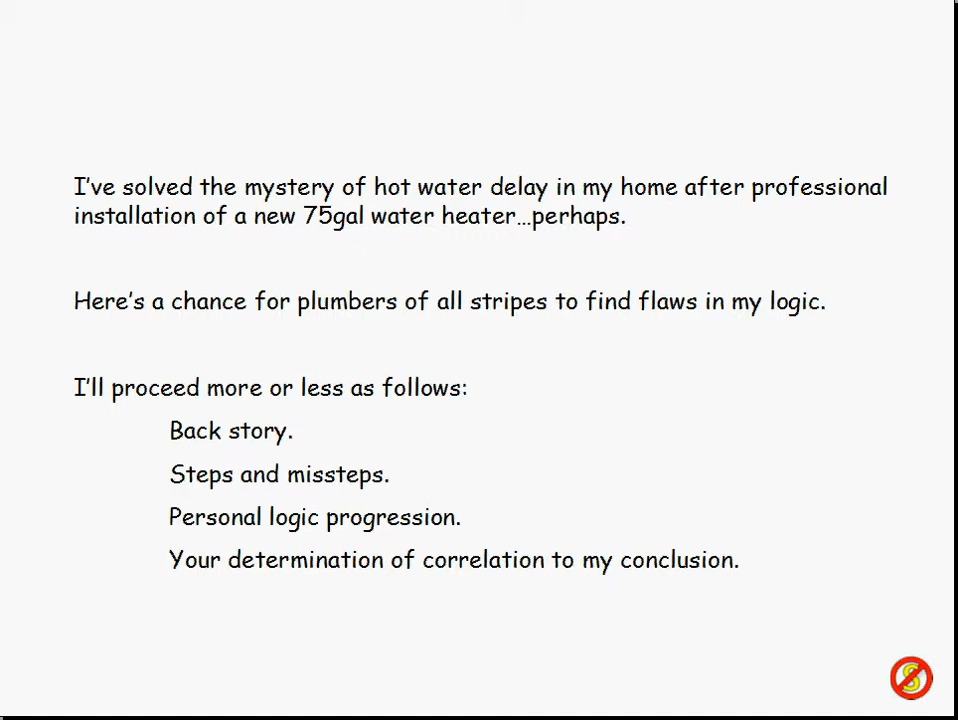 I've solved the mystery of hot water delay in my home after professional
installation of a new 75gal water heater…perhaps.
Here's a chance for plumbers of all stripes to find flaws in my logic.
I'll proceed more or less as follows:
Back story.
Steps and missteps.
Personal logic progression.
Your determination of correlation to my conclusion.
S